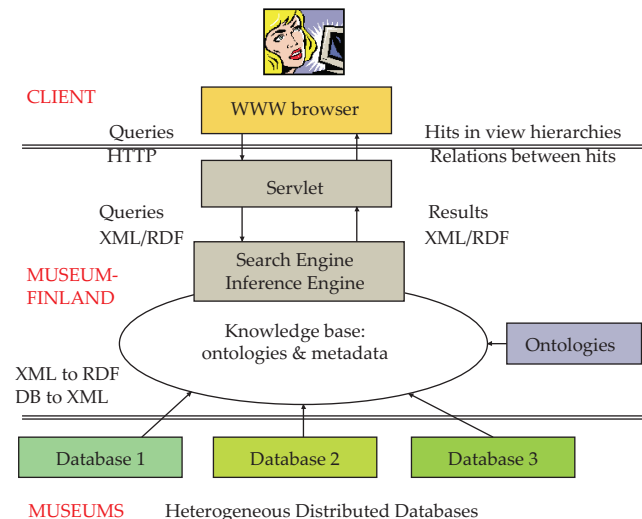 CLIENT
WWW browser
Queries
HTTP
Hits in view hierarchies
Relations between hits
Servlet
Queries
XML/RDF
Results
XML/RDF
Search Engine
Inference Engine
MUSEUM-
FINLAND
Knowledge base:
ontologies & metadata
Ontologies
XML to RDF
DB to XML
Database 1
Database 2
Database 3
MUSEUMS
Heterogeneous Distributed Databases